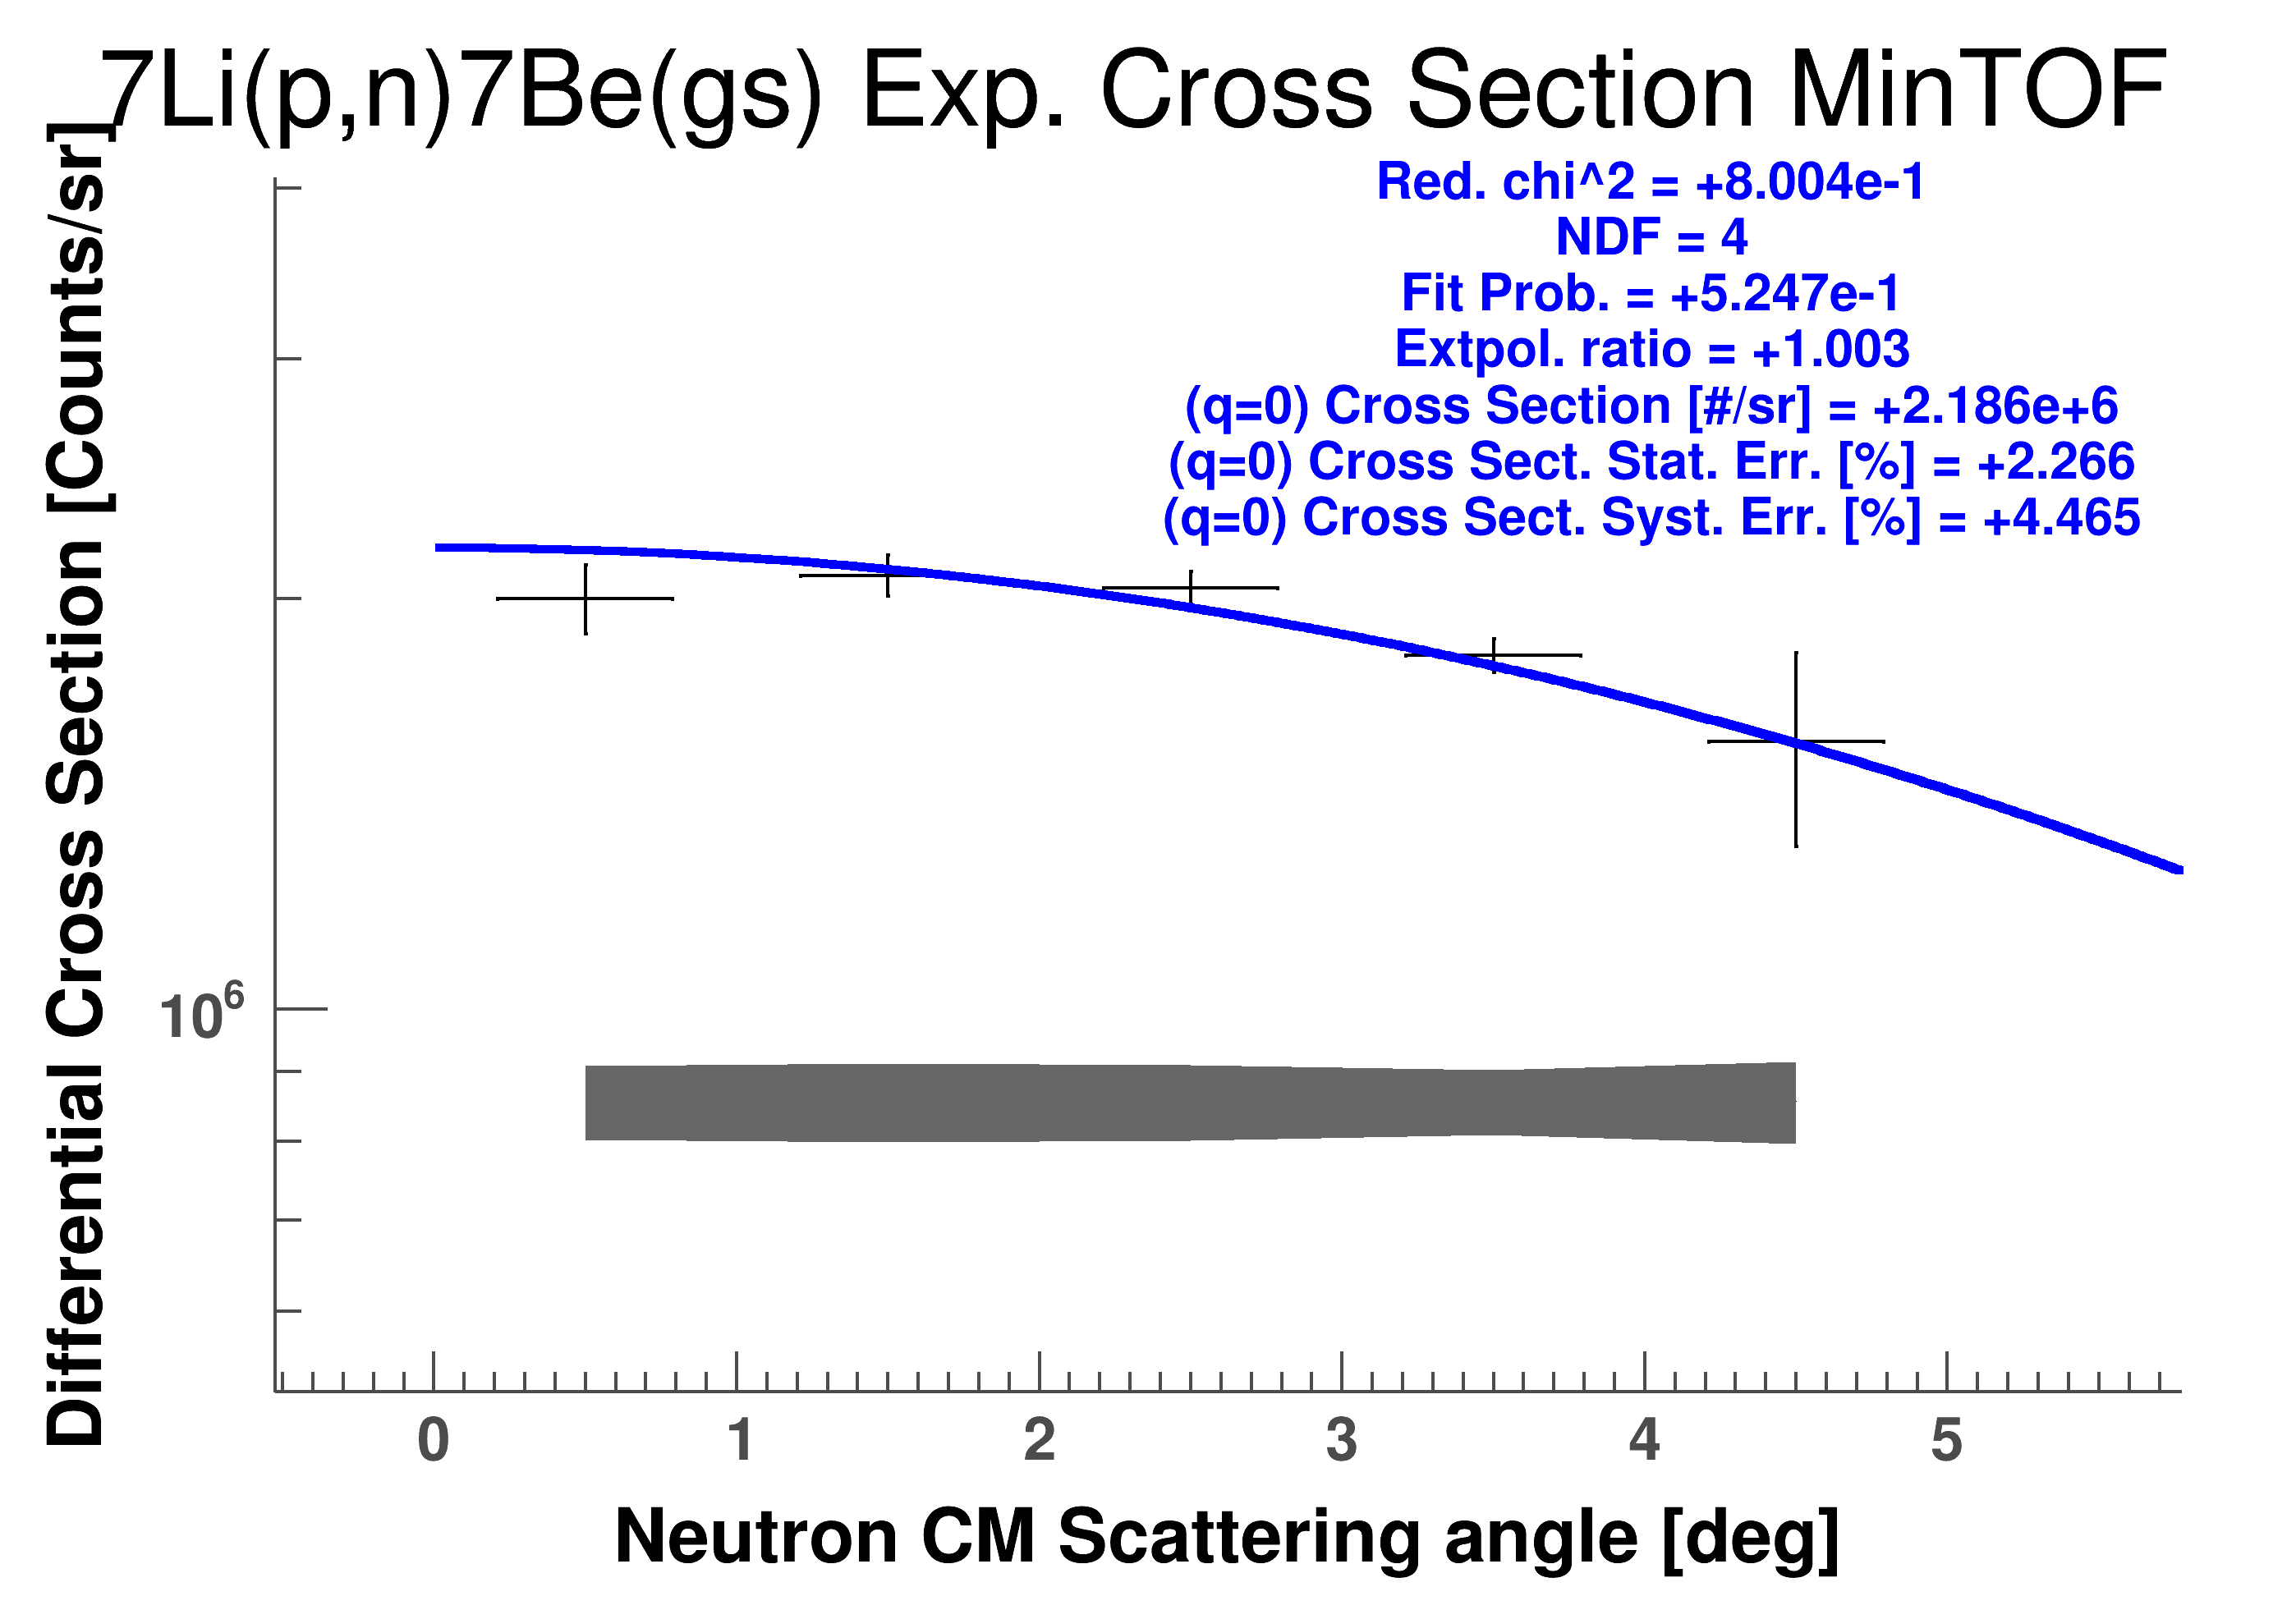 7Li(p,n)7Be(gs) Exp. Cross Section MinTOF
Red. chi^2 = +8.004e-1
NDF = 4
Fit Prob. = +5.247e-1
Extpol. ratio = +1.003
(q=0) Cross Section [#/sr] = +2.186e+6
(q=0) Cross Sect. Stat. Err. [%] = +2.266
(q=0) Cross Sect. Syst. Err. [%] = +4.465
Differential Cross Section [Counts/sr]
10⁶
0 1 2 3 4 5
Neutron CM Scattering angle [deg]